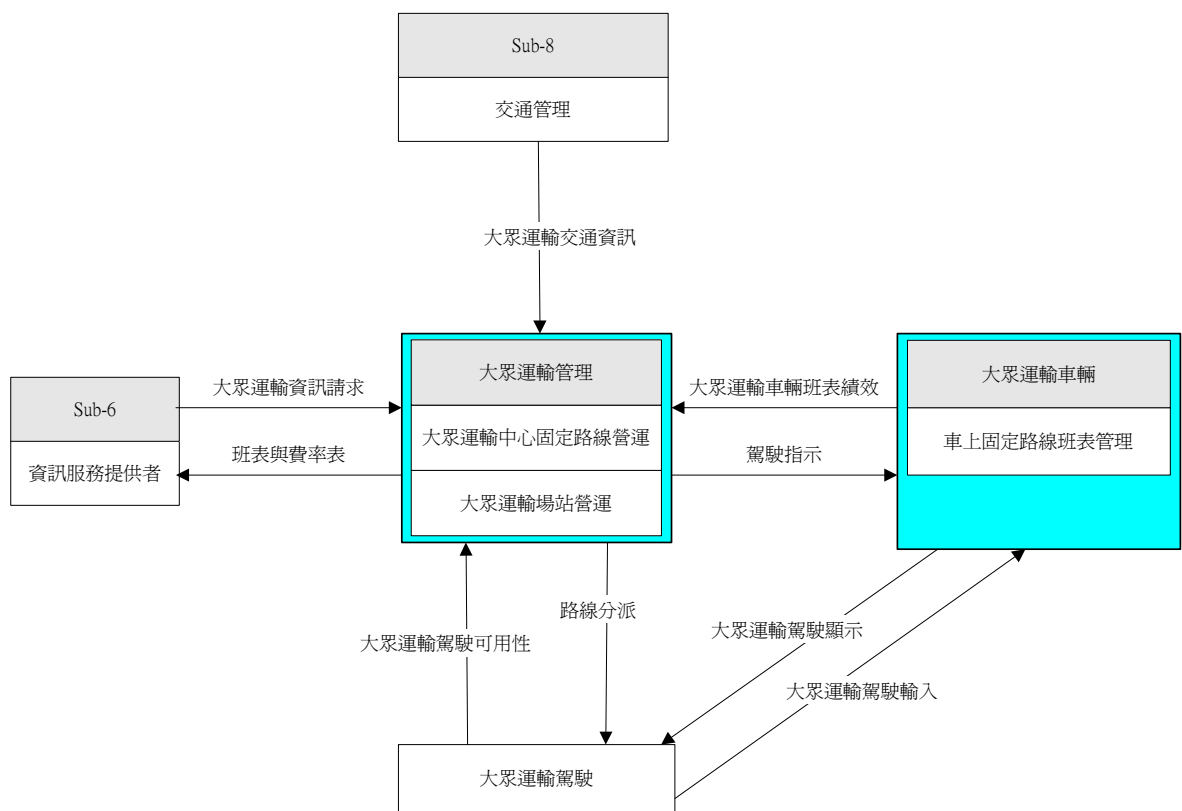 Sub-8
交通管理
大眾運輸交通資訊
Sub-6
資訊服務提供者
大眾運輸資訊請求
班表與費率表
大眾運輸管理
大眾運輸中心固定路線營運
大眾運輸場站營運
大眾運輸車輛班表績效
駕駛指示
大眾運輸車輛
車上固定路線班表管理
大眾運輸駕駛可用性
路線分派
大眾運輸駕駛顯示
大眾運輸駕駛輸入
大眾運輸駕駛